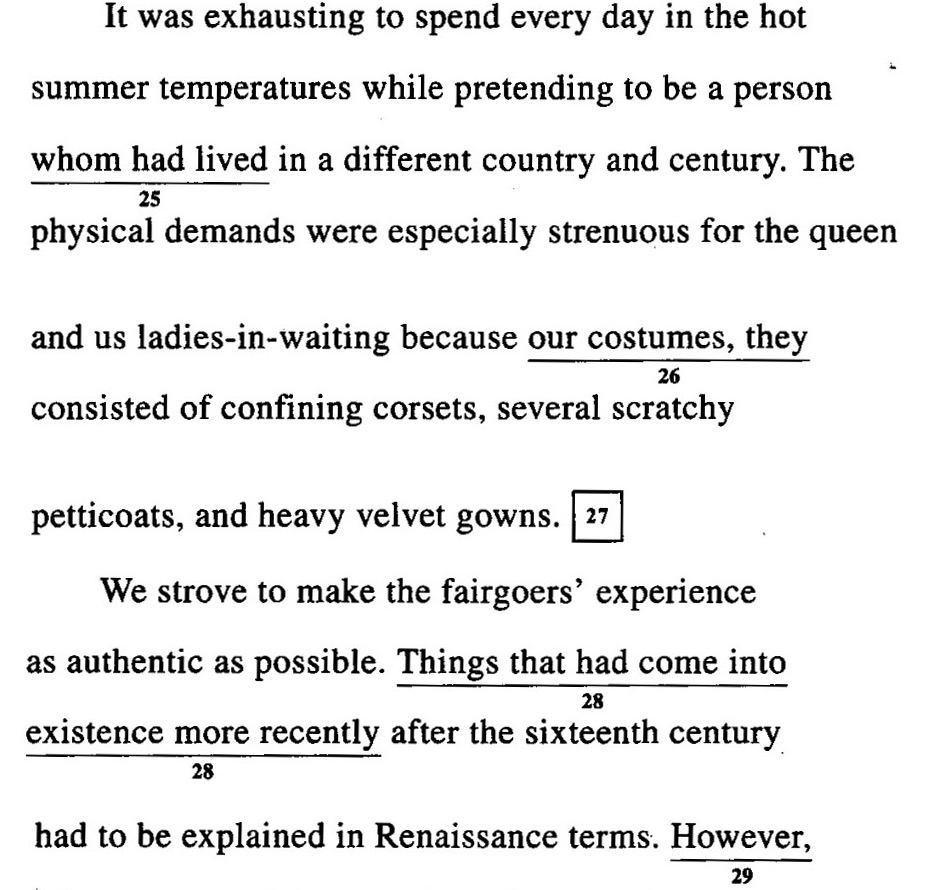 It was exhausting to spend every day in the hot
summer temperatures while pretending to be a person
whom had lived in a different country and century. The
25
physical demands were especially strenuous for the queen
and us ladies-in-waiting because our costumes, they
26
consisted of confining corsets, several scratchy
petticoats, and heavy velvet gowns. 27
We strove to make the fairgoers' experience
as authentic as possible. Things that had come into
28
existence more recently after the sixteenth century
28
had to be explained in Renaissance terms. However,
29